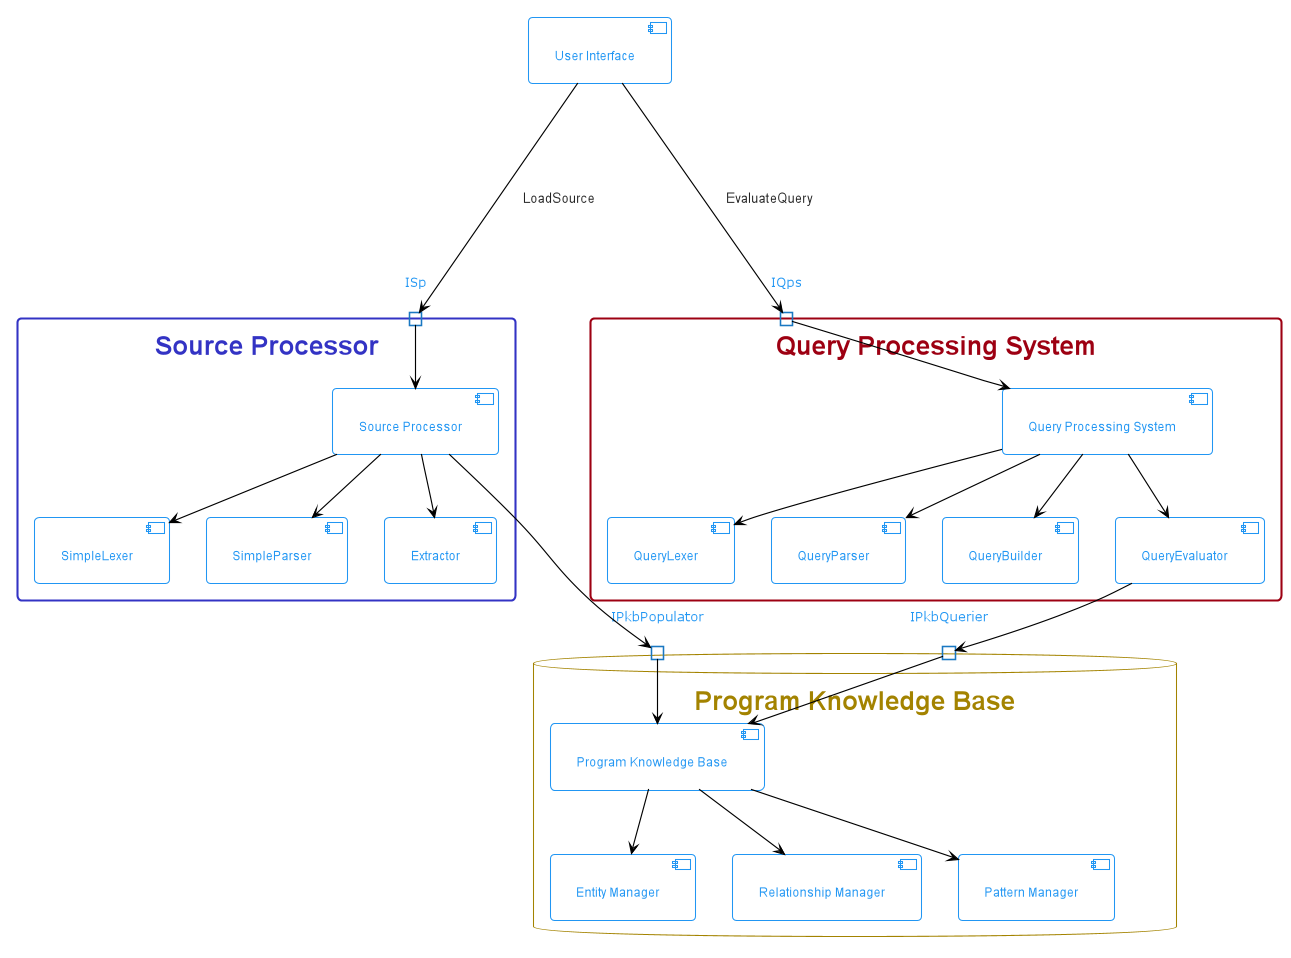 User Interface
LoadSource
EvaluateQuery
ISp
IQps
Source Processor
Query Processing System
Source Processor
Query Processing System
SimpleLexer
SimpleParser
Extractor
QueryLexer
QueryParser
QueryBuilder
QueryEvaluator
IPkbPopulator
IPkbQuerier
Program Knowledge Base
Program Knowledge Base
Entity Manager
Relationship Manager
Pattern Manager